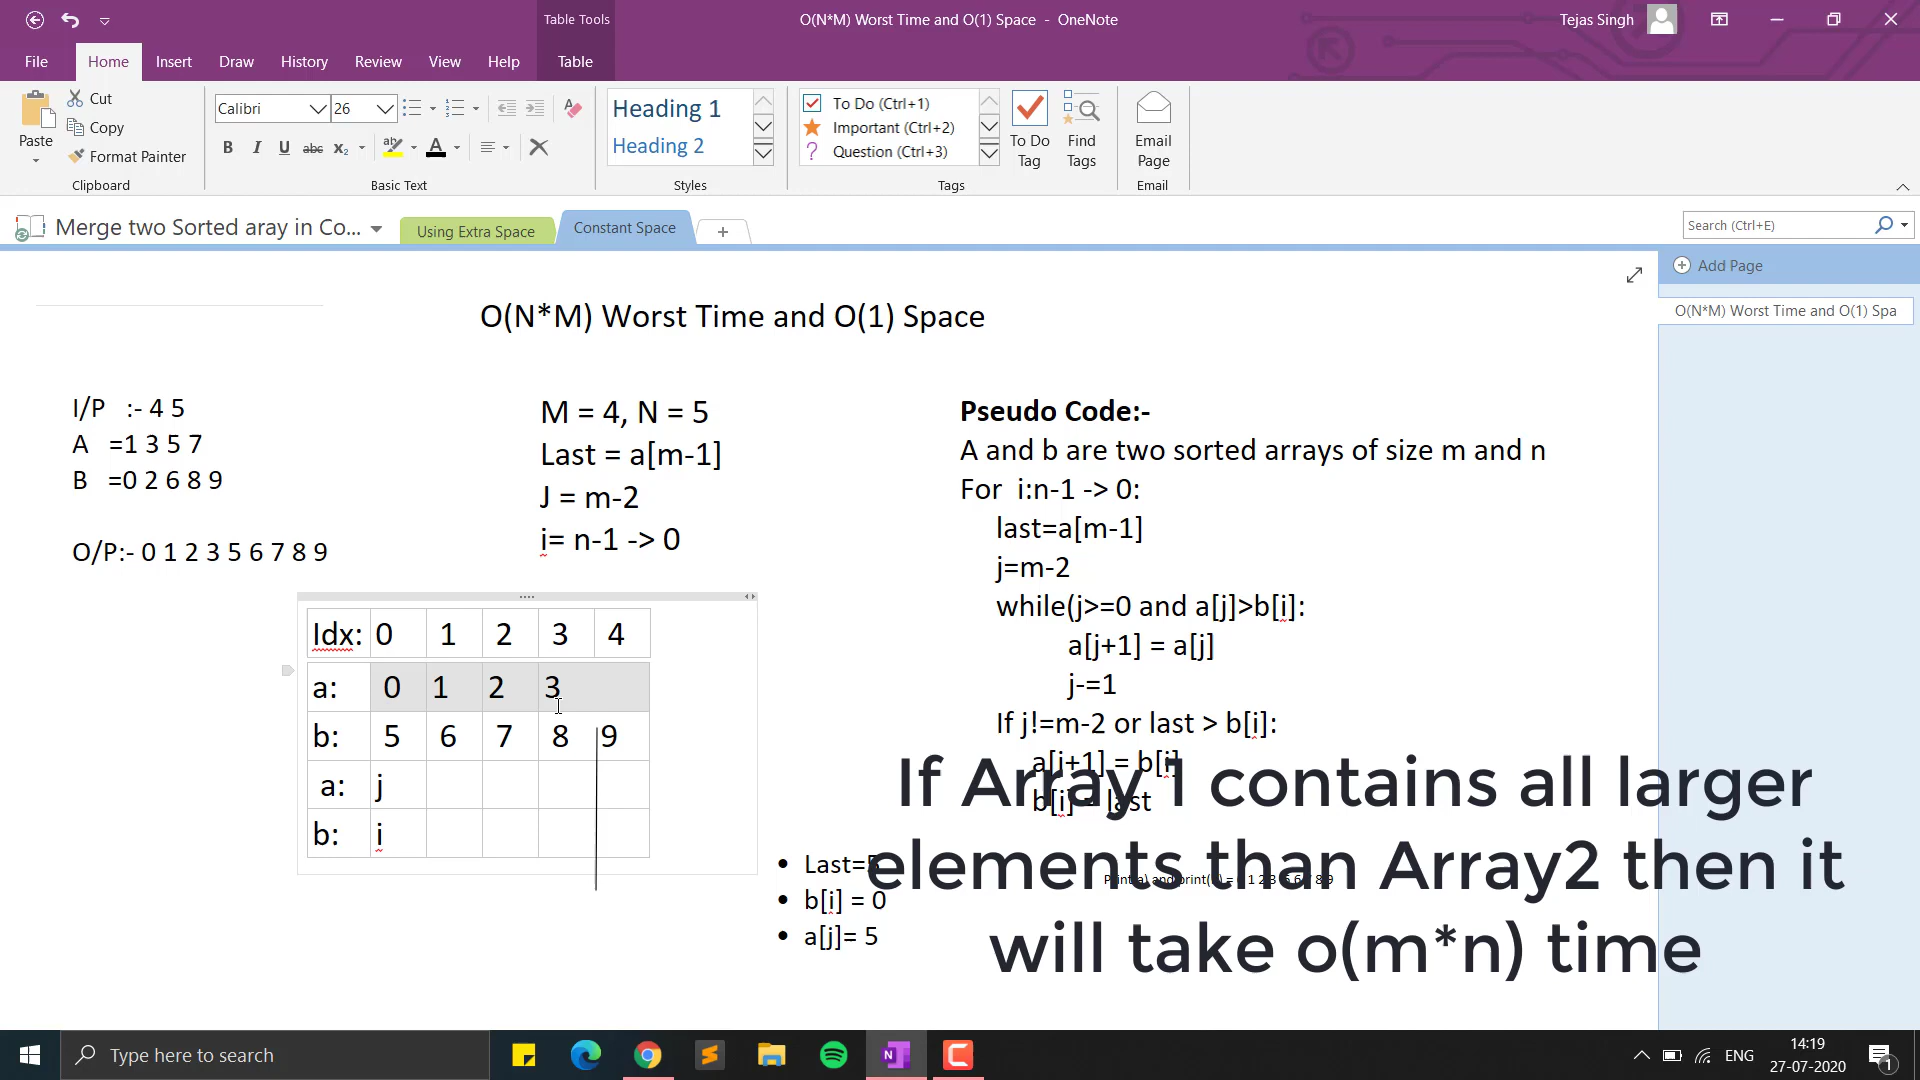 Table Tools
O(N*M) Worst Time and O(1) Space - OneNote
Tejas Singh
File
Home
Insert
Draw
History
Review
View
Help
Table
Paste
Cut
Copy
Format Painter
Clipboard
Calibri
26
B I U abc x₂ A
Basic Text
Heading 1
Heading 2
Styles
To Do (Ctrl+1)
Important (Ctrl+2)
Question (Ctrl+3)
To Do Tag
Find Tags
Tags
Email Page
Email
Merge two Sorted aray in Co...
Using Extra Space
Constant Space
Search (Ctrl+E)
Add Page
O(N*M) Worst Time and O(1) Spa
O(N*M) Worst Time and O(1) Space
I/P :- 4 5
A =1 3 5 7
B =0 2 6 8 9
O/P:- 0 1 2 3 5 6 7 8 9
M = 4, N = 5
Last = a[m-1]
J = m-2
i= n-1 -> 0
Idx: 0 1 2 3 4
a: 0 1 2 3
b: 5 6 7 8 9
a: j
b: i
Pseudo Code:-
A and b are two sorted arrays of size m and n
For i:n-1 -> 0:
last=a[m-1]
j=m-2
while(j>=0 and a[j]>b[i]:
a[j+1] = a[j]
j-=1
If j!=m-2 or last > b[i]:
a[j+1] = b[i]
b[i] = last
Last=5
b[i] = 0
a[j]= 5
If Array 1 contains all larger
elements than Array2 then it
will take o(m*n) time
Type here to search
N
ENG
14:19
27-07-2020
1